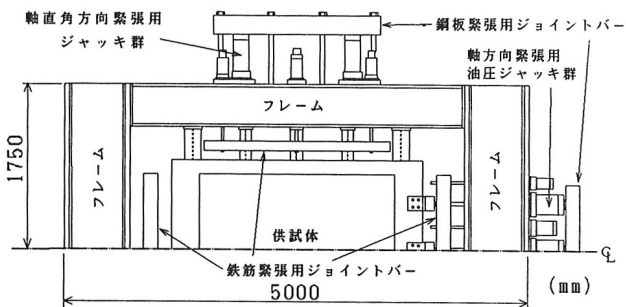 軸直角方向緊張用
ジャッキ群
鋼板緊張用ジョイントバー
軸方向緊張用
油圧ジャッキ群
フレーム
1750
フレーム
フレーム
供試体
鉄筋緊張用ジョイントバー
℄
5000
(mm)